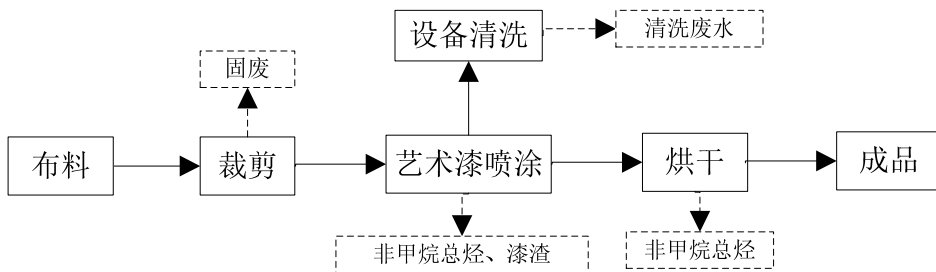 设备清洗
清洗废水
固废
布料
裁剪
艺术漆喷涂
烘干
成品
非甲烷总烃、漆渣
非甲烷总烃